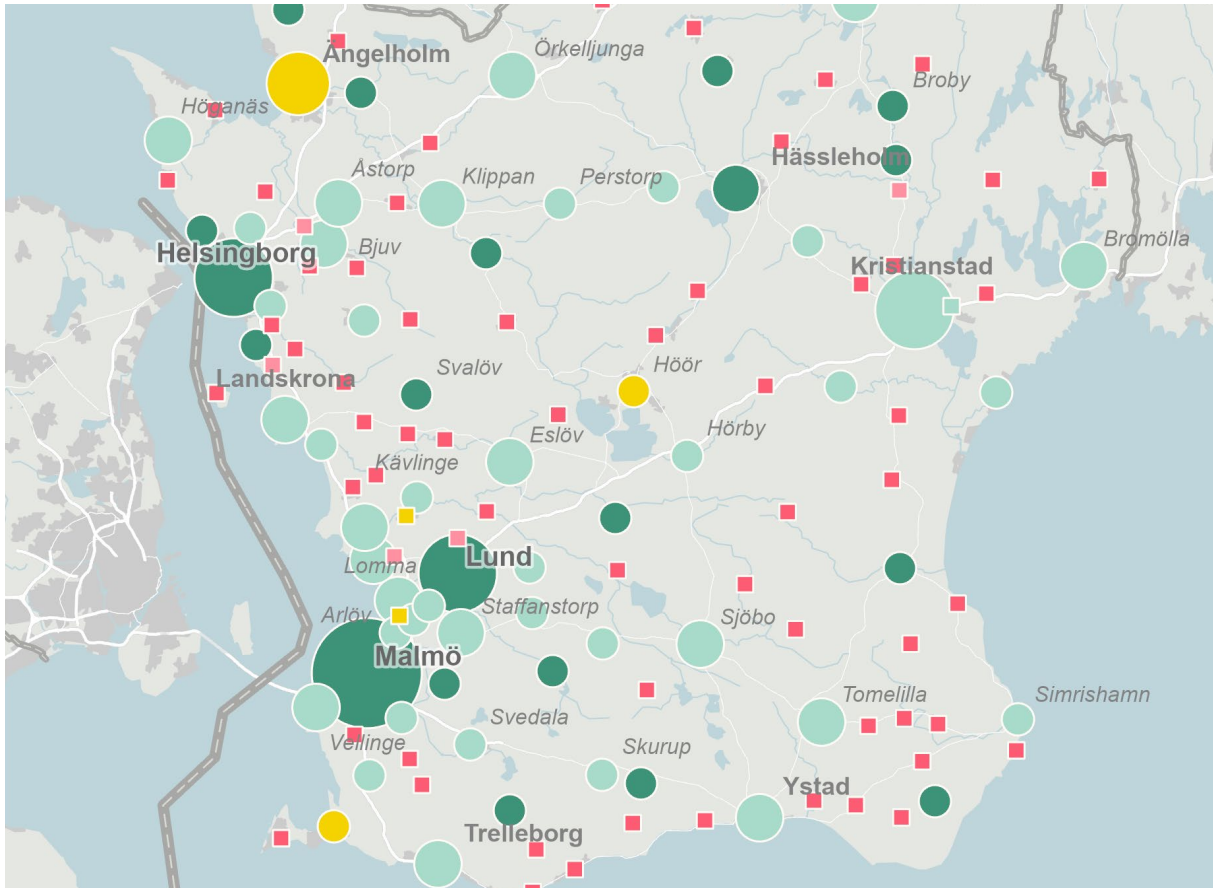 Örkelljunga
Ängelholm
Broby
Höganäs
Hässleholm
Åstorp
Klippan
Perstorp
Bjuv
Bromölla
Helsingborg
Kristianstad
Höör
Svalöv
Landskrona
Hörby
Eslöv
Kävlinge
Lund
Lomma
Staffanstorp
Arlöv
Sjöbo
Malmö
Tomelilla
Simrishamn
Svedala
Vellinge
Skurup
Ystad
Trelleborg